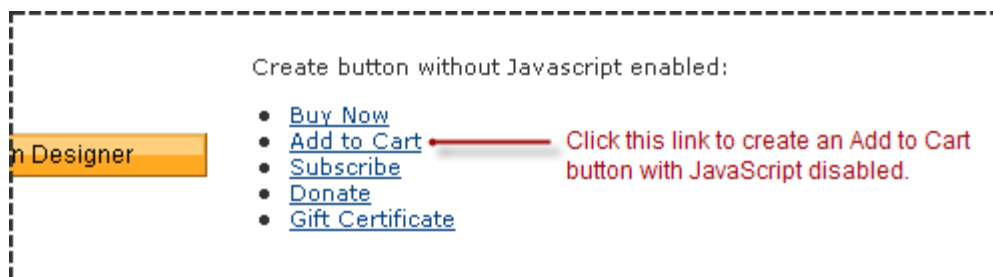 Create button without Javascript enabled:
Buy Now
Add to Cart
Click this link to create an Add to Cart
button with JavaScript disabled.
n Designer
Subscribe
Donate
Gift Certificate